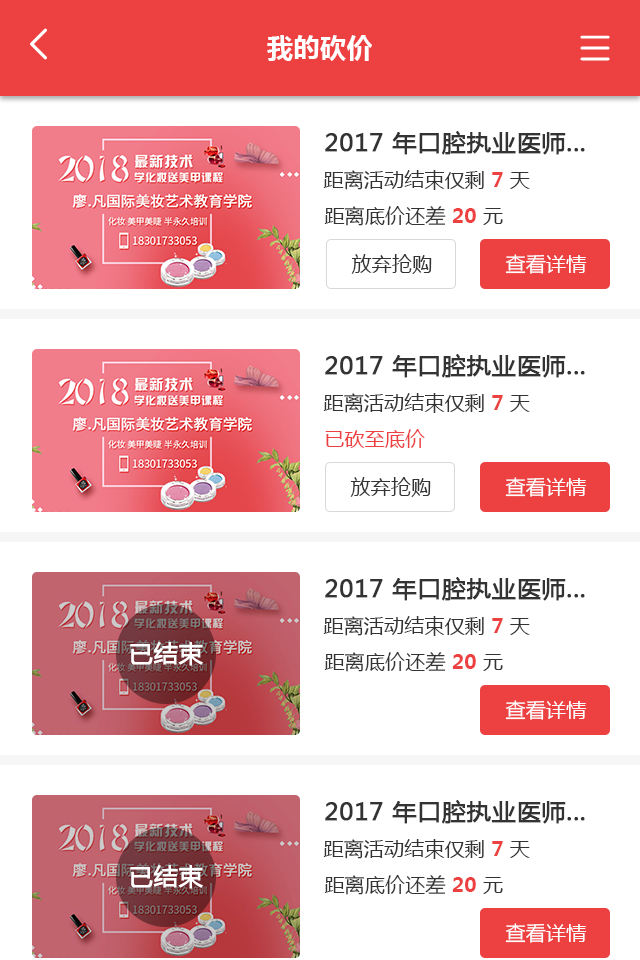 我的砍价
2018 最新技术
学化妆送美甲课程
廖.凡国际美妆艺术教育学院
化妆 美甲美睫 半永久培训
18301733053
2017 年口腔执业医师...
距离活动结束仅剩 7 天
距离底价还差 20 元
放弃抢购
查看详情
2018 最新技术
学化妆送美甲课程
廖.凡国际美妆艺术教育学院
化妆 美甲美睫 半永久培训
18301733053
2017 年口腔执业医师...
距离活动结束仅剩 7 天
已砍至底价
放弃抢购
查看详情
2018 最新技术
学化妆送美甲课程
廖.凡国际美妆艺术教育学院
化妆 美甲美睫 半永久培训
18301733053
已结束
2017 年口腔执业医师...
距离活动结束仅剩 7 天
距离底价还差 20 元
查看详情
2018 最新技术
学化妆送美甲课程
廖.凡国际美妆艺术教育学院
化妆 美甲美睫 半永久培训
18301733053
已结束
2017 年口腔执业医师...
距离活动结束仅剩 7 天
距离底价还差 20 元
查看详情